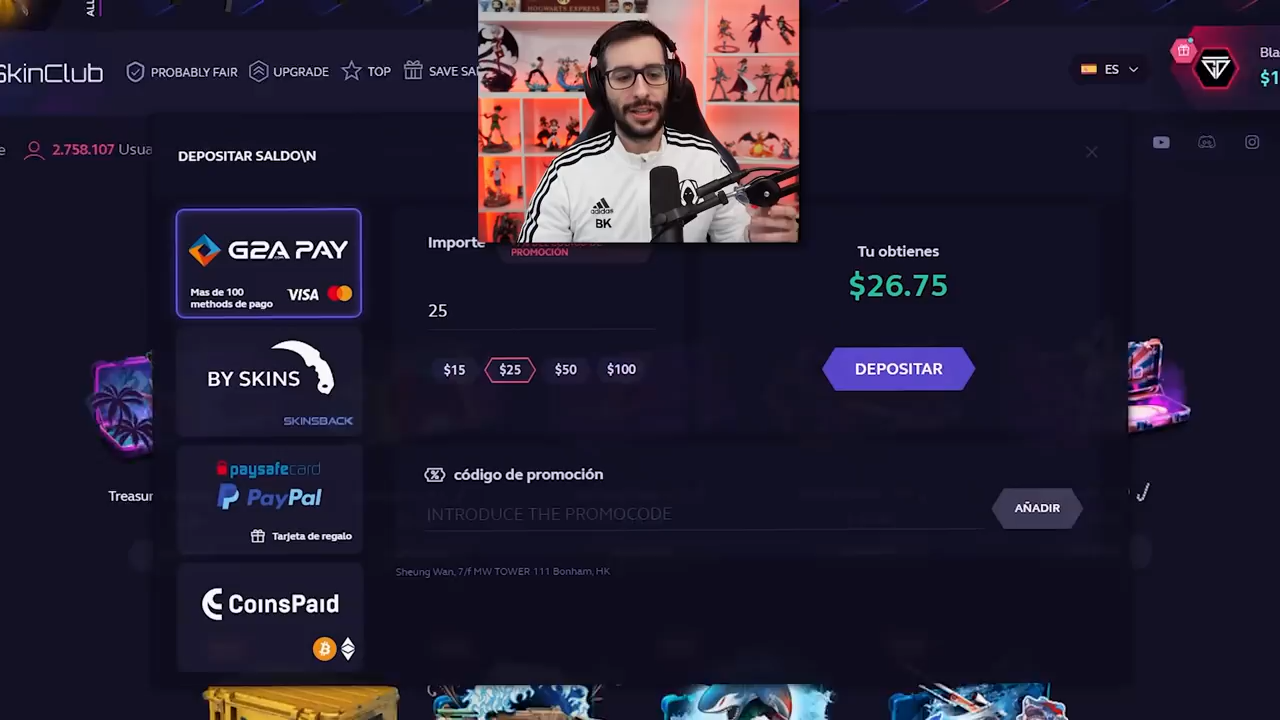 ALL
HOGWARTS EXPRESS
SkinClub
PROBABLY FAIR
UPGRADE
TOP
SAVE SA
ES
Bla
$1
2.758.107 Usua
DEPOSITAR SALDO\N
BK
G2A PAY
Mas de 100
methods de pago
VISA
Importe
PROMOCIÓN
25
$15
$25
$50
$100
Tu obtienes
$26.75
DEPOSITAR
BY SKINS
SKINSBACK
paysafecard
PayPal
Tarjeta de regalo
código de promoción
INTRODUCE THE PROMOCODE
AÑADIR
Treasur
Sheung Wan, 7/f MW TOWER 111 Bonham, HK
CoinsPaid